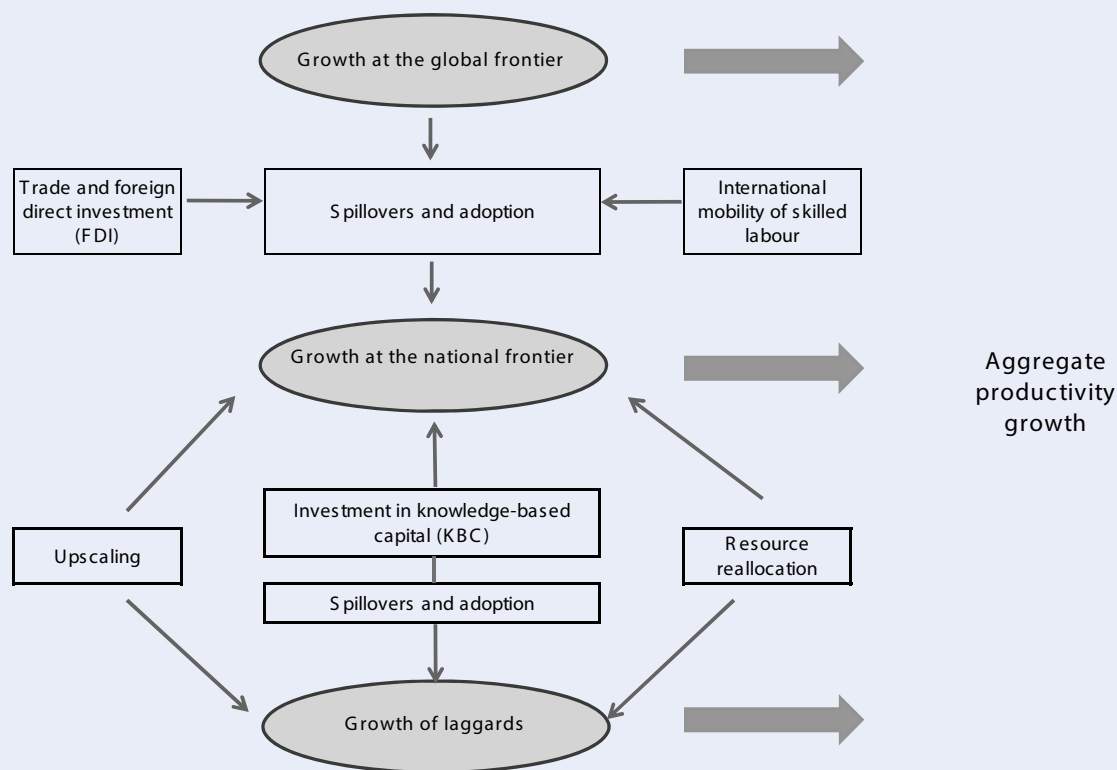 Growth at the global frontier
Trade and foreign
direct investment
(FDI)
Spillovers and adoption
International
mobility of skilled
labour
Growth at the national frontier
Aggregate
productivity
growth
Investment in knowledge-based
capital (KBC)
Upscaling
Resource
reallocation
Spillovers and adoption
Growth of laggards